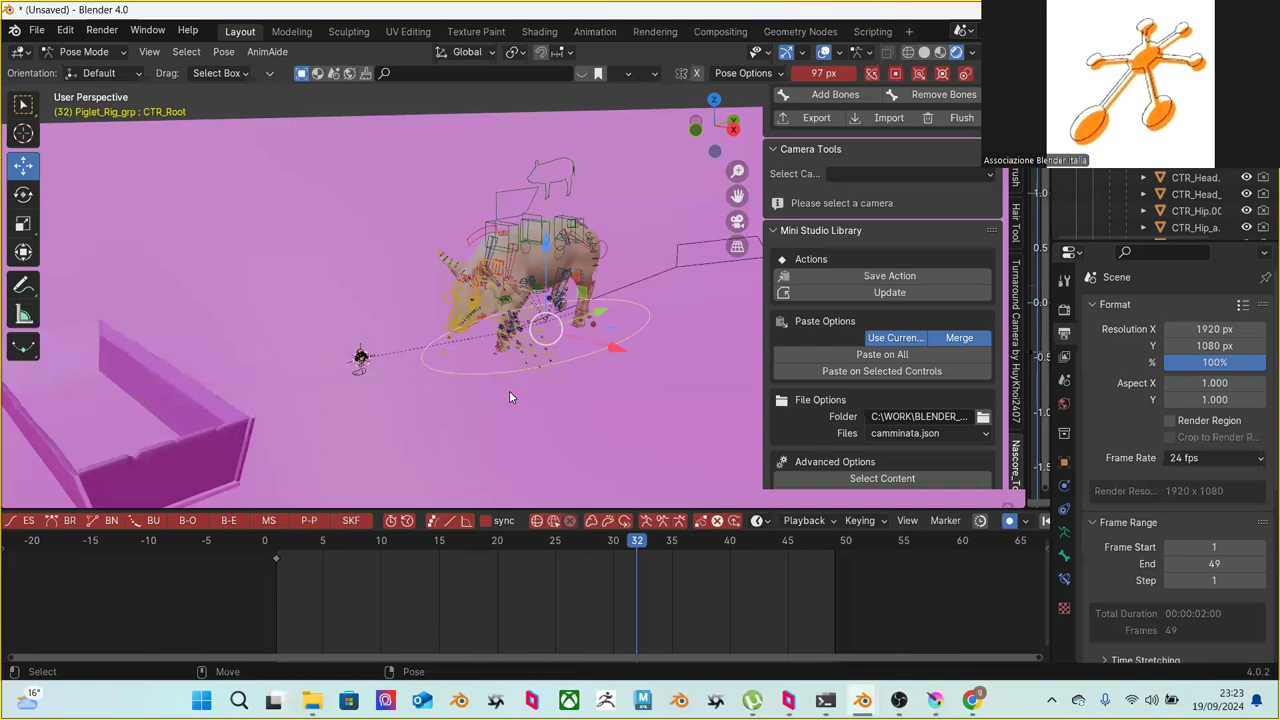 * (Unsaved) - Blender 4.0
File Edit Render Window Help Layout Modeling Sculpting UV Editing Texture Paint Shading Animation Rendering Compositing Geometry Nodes Scripting
Pose Mode View Select Pose AnimAide Global
Orientation: Default Drag: Select Box Pose Options 97 px
User Perspective
(32) Piglet_Rig_grp : CTR_Root
Add Bones Remove Bones
Export Import Flush
Camera Tools
Select Ca...
Please select a camera
Mini Studio Library
Actions
Save Action
Update
Paste Options
Use Curren... Merge
Paste on All
Paste on Selected Controls
File Options
Folder C:\WORK\BLENDER_...
Files camminata.json
Advanced Options
Select Content
Hair Tool
Turnaround Camera by HuyKhoi2407
Associazione Blender Italia
CTR_Head.
CTR_Head_
CTR_Hip.00
CTR_Hip_a.
Scene
Format
Resolution X 1920 px
Y 1080 px
% 100%
Aspect X 1.000
Y 1.000
Render Region
Crop to Render R...
Frame Rate 24 fps
Render Reso... 1920 x 1080
Frame Range
Frame Start 1
End 49
Step 1
Total Duration 00:00:02:00
Frames 49
Time Stretching
ES BR BN BU B-O B-E MS P-P SKF sync Playback Keying View Marker
-20 -15 -10 -5 0 5 10 15 20 25 30 32 35 40 45 50 55 60 65
Select Move Pose 4.0.2
16° 23:23
19/09/2024